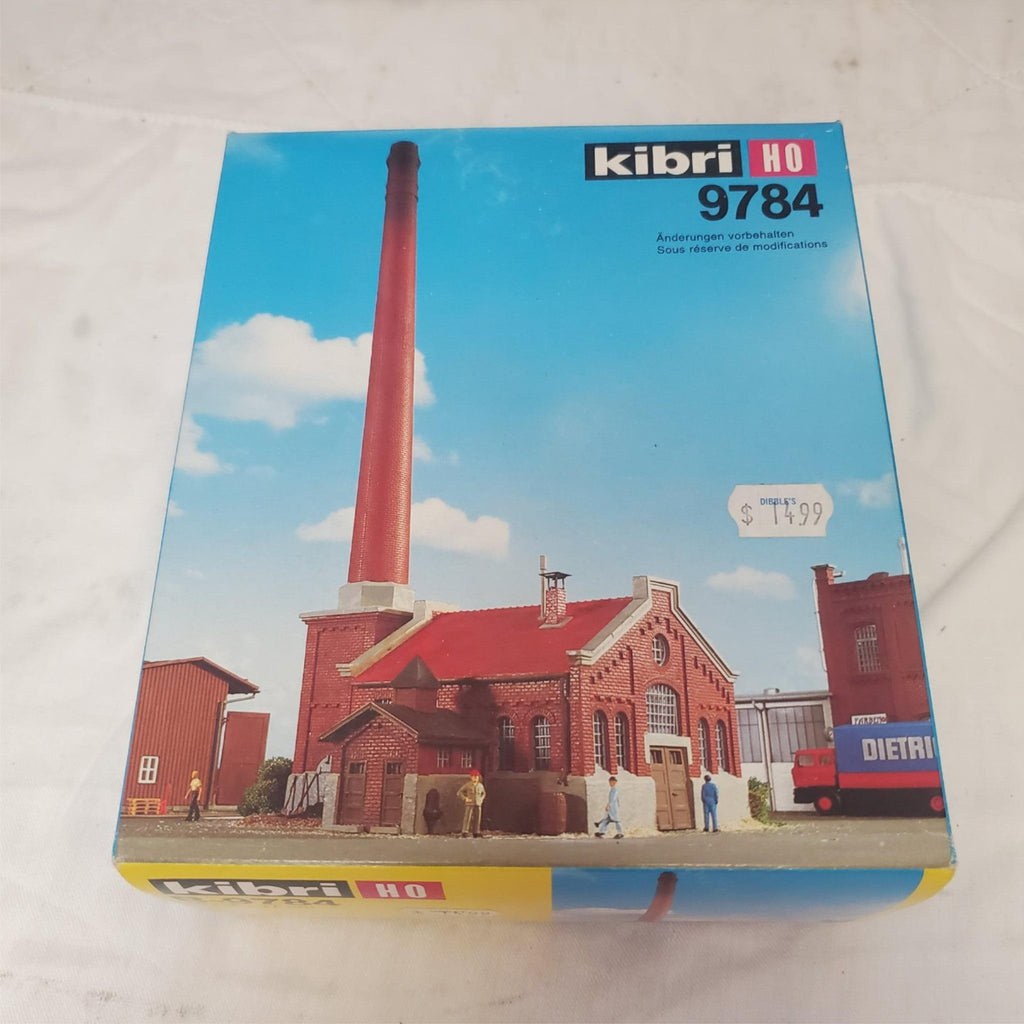 kibri HO
9784
Änderungen vorbehalten
Sous réserve de modifications
DIBBLE'S
$ 14.99
DIETRI
kibri HO